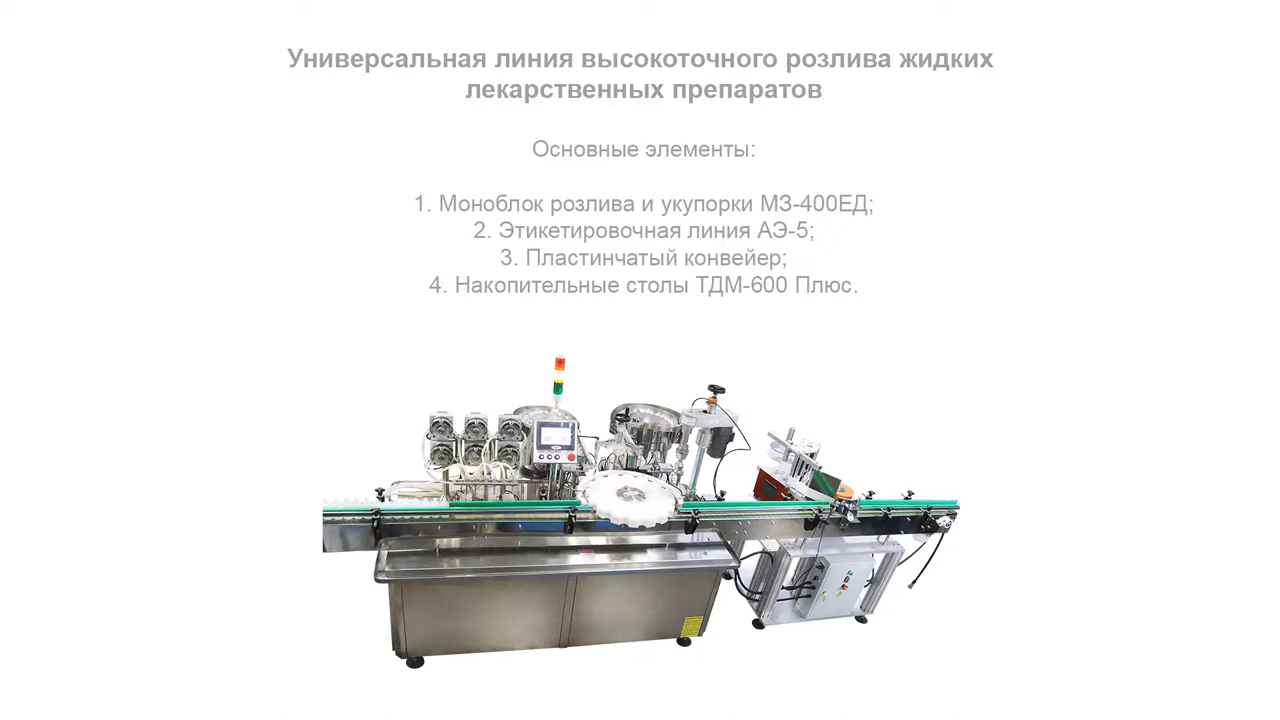 Универсальная линия высокоточного розлива жидких
лекарственных препаратов
Основные элементы:
1. Моноблок розлива и укупорки МЗ-400ЕД;
2. Этикетировочная линия АЭ-5;
3. Пластинчатый конвейер;
4. Накопительные столы ТДМ-600 Плюс.